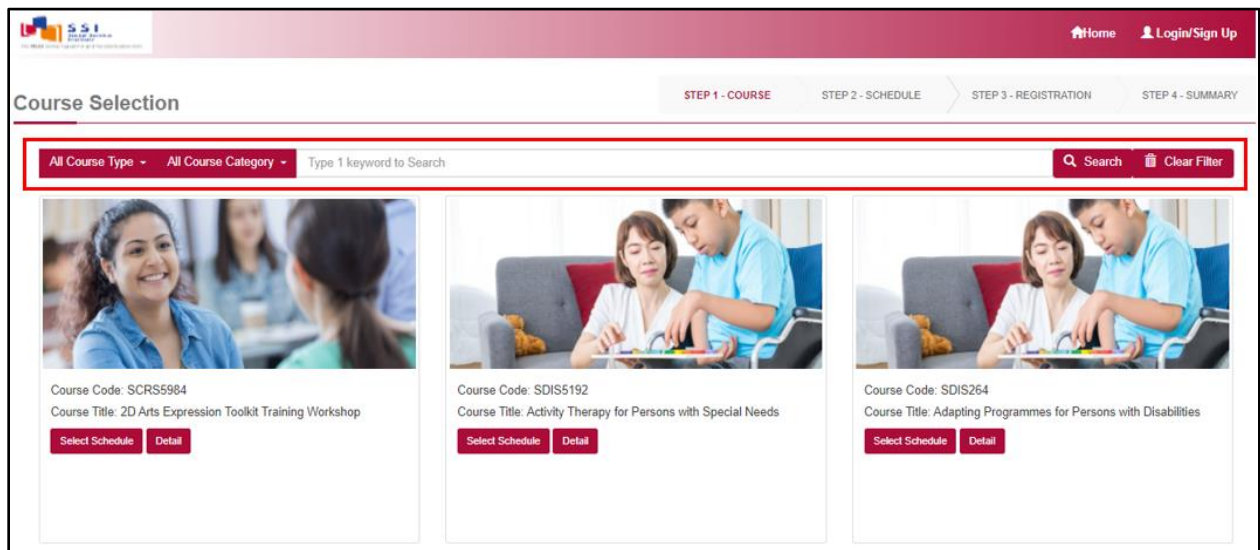 SSI
Social Service
Institute
Home Login/Sign Up
Course Selection
STEP 1 - COURSE STEP 2 - SCHEDULE STEP 3 - REGISTRATION STEP 4 - SUMMARY
All Course Type All Course Category Type 1 keyword to Search Search Clear Filter
Course Code: SCRS5984
Course Title: 2D Arts Expression Toolkit Training Workshop
Select Schedule Detail
Course Code: SDIS5192
Course Title: Activity Therapy for Persons with Special Needs
Select Schedule Detail
Course Code: SDIS264
Course Title: Adapting Programmes for Persons with Disabilities
Select Schedule Detail